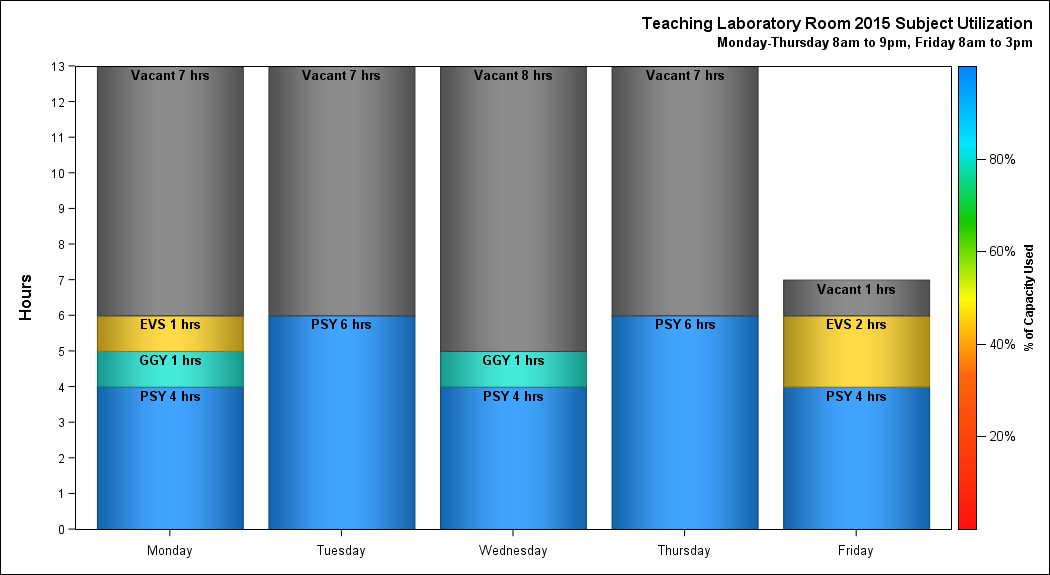 Teaching Laboratory Room 2015 Subject Utilization
Monday-Thursday 8am to 9pm, Friday 8am to 3pm
Hours
13
12
11
10
9
8
7
6
5
4
3
2
1
0
Vacant 7 hrs
EVS 1 hrs
GGY 1 hrs
PSY 4 hrs
Vacant 7 hrs
PSY 6 hrs
Vacant 8 hrs
GGY 1 hrs
PSY 4 hrs
Vacant 7 hrs
PSY 6 hrs
Vacant 1 hrs
EVS 2 hrs
PSY 4 hrs
Monday
Tuesday
Wednesday
Thursday
Friday
80%
60%
40%
20%
% of Capacity Used